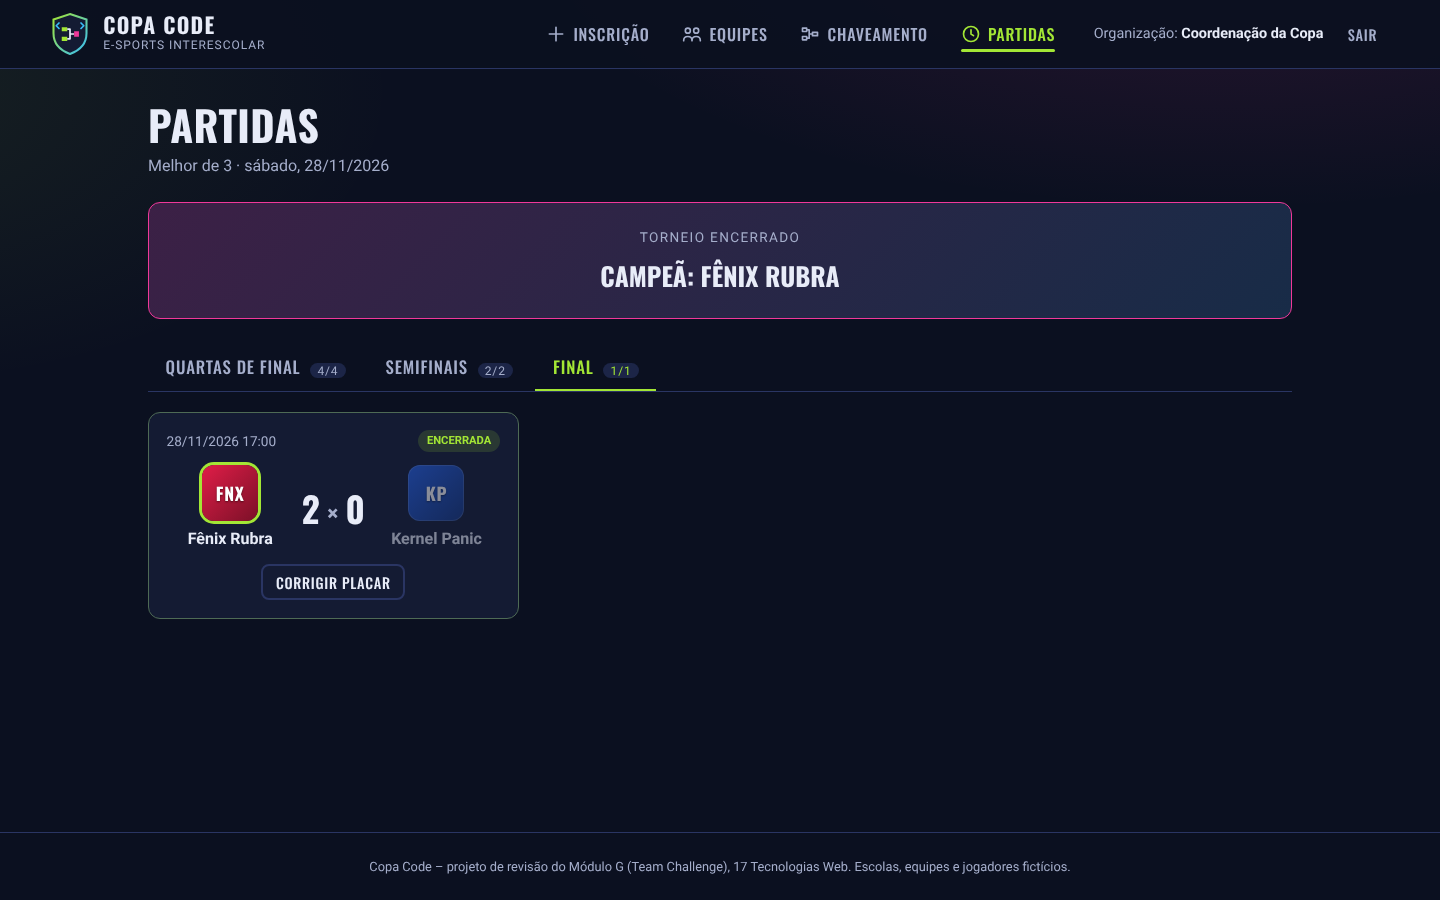 COPA CODE
E-SPORTS INTERESCOLAR
INSCRIÇÃO
EQUIPES
CHAVEAMENTO
PARTIDAS
Organização: Coordenação da Copa
SAIR
PARTIDAS
Melhor de 3 · sábado, 28/11/2026
TORNEIO ENCERRADO
CAMPEÃ: FÊNIX RUBRA
QUARTAS DE FINAL 4/4
SEMIFINAIS 2/2
FINAL 1/1
28/11/2026 17:00
ENCERRADA
FNX
2 × 0
KP
Fênix Rubra
Kernel Panic
CORRIGIR PLACAR
Copa Code – projeto de revisão do Módulo G (Team Challenge), 17 Tecnologias Web. Escolas, equipes e jogadores fictícios.